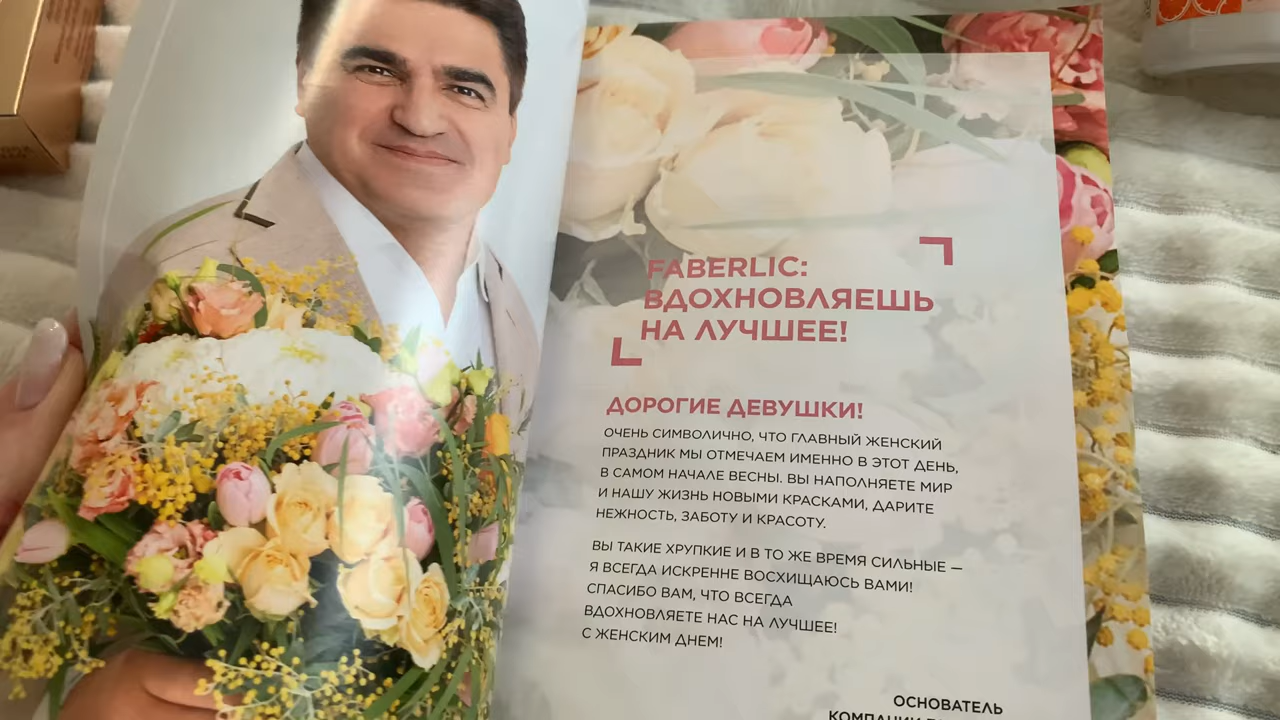 FABERLIC:
ВДОХНОВЛЯЕШЬ
НА ЛУЧШЕЕ!
ДОРОГИЕ ДЕВУШКИ!
ОЧЕНЬ СИМВОЛИЧНО, ЧТО ГЛАВНЫЙ ЖЕНСКИЙ
ПРАЗДНИК МЫ ОТМЕЧАЕМ ИМЕННО В ЭТОТ ДЕНЬ,
В САМОМ НАЧАЛЕ ВЕСНЫ. ВЫ НАПОЛНЯЕТЕ МИР
И НАШУ ЖИЗНЬ НОВЫМИ КРАСКАМИ, ДАРИТЕ
НЕЖНОСТЬ, ЗАБОТУ И КРАСОТУ.
ВЫ ТАКИЕ ХРУПКИЕ И В ТО ЖЕ ВРЕМЯ СИЛЬНЫЕ —
Я ВСЕГДА ИСКРЕННЕ ВОСХИЩАЮСЬ ВАМИ!
СПАСИБО ВАМ, ЧТО ВСЕГДА
ВДОХНОВЛЯЕТЕ НАС НА ЛУЧШЕЕ!
С ЖЕНСКИМ ДНЕМ!
ОСНОВАТЕЛЬ
КОМПАНИИ